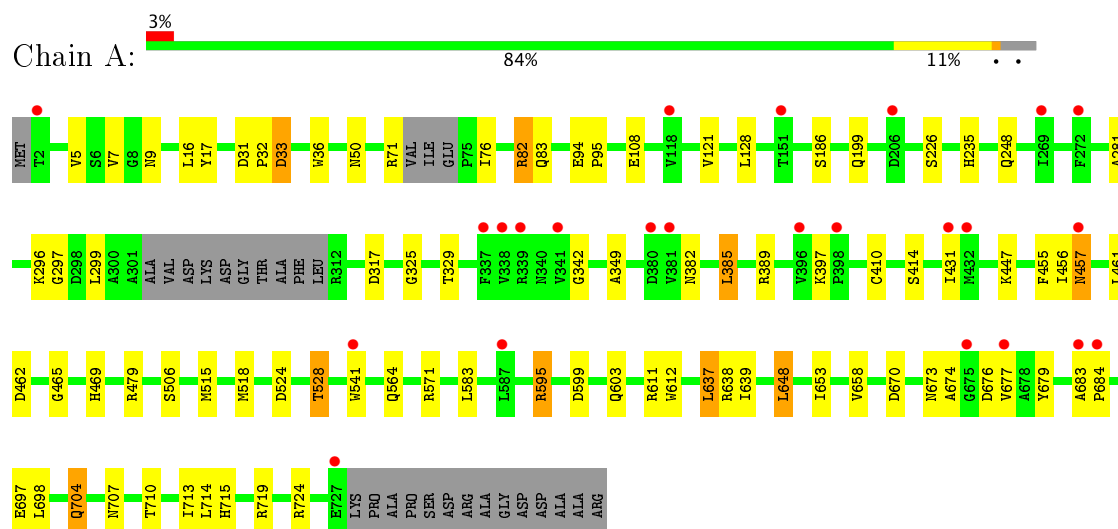 3%
Chain A:
84% 11% • •
MET T2 V5 S6 V7 G8 N9 L16 Y17 D31 P32 D33 W36 N50 R71 VAL ILE GLU P75 I76 R82 Q83 E94 P95 E108 V118 V121 L128 T151 S186 Q199 D206 S226 H235 Q248 I269 F272 A281
K296 G297 D298 L299 A300 A301 ALA VAL ASP LYS ASP GLY THR ALA PHE LEU R312 D317 G325 T329 F337 V338 R339 N340 V341 G342 A349 D380 V381 N382 L385 R389 V396 K397 P398 C410 S414 I431 M432 K447 F455 I456 N457
D462 G465 H469 R479 S506 M515 M518 D524 T528 W541 Q564 R571 L583 L587 R595 D599 Q603 R611 W612 L637 R638 I639 L648 I653 V658 D670 N673 A674 G675 D676 V677 A678 Y679 A683 P684
E697 L698 Q704 N707 T710 I713 L714 H715 R719 R724 E727 LYS PRO ALA PRO SER ASP ARG ALA GLY ASP ASP ALA ALA ARG